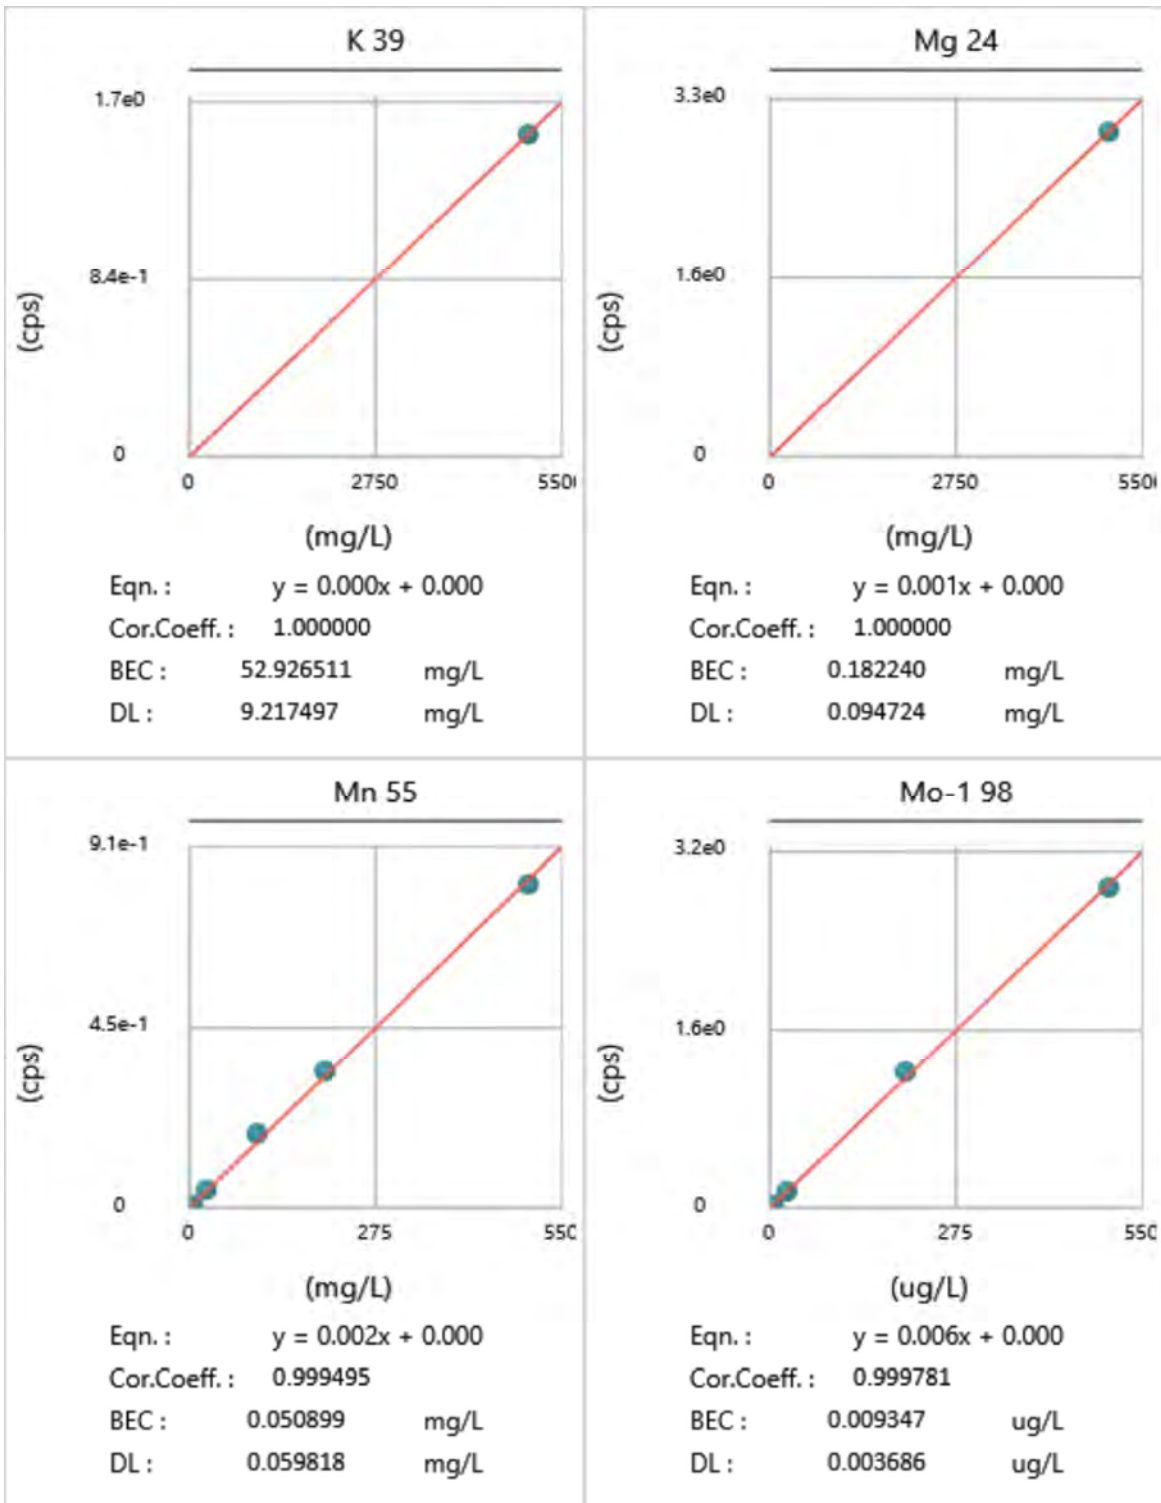 K 39
1.7e0
8.4e-1
0
(cps)
0 2750 550
(mg/L)
Eqn. : y = 0.000x + 0.000
Cor.Coeff. : 1.000000
BEC : 52.926511 mg/L
DL : 9.217497 mg/L
Mg 24
3.3e0
1.6e0
0
(cps)
0 2750 550
(mg/L)
Eqn. : y = 0.001x + 0.000
Cor.Coeff. : 1.000000
BEC : 0.182240 mg/L
DL : 0.094724 mg/L
Mn 55
9.1e-1
4.5e-1
0
(cps)
0 275 550
(mg/L)
Eqn. : y = 0.002x + 0.000
Cor.Coeff. : 0.999495
BEC : 0.050899 mg/L
DL : 0.059818 mg/L
Mo-1 98
3.2e0
1.6e0
0
(cps)
0 275 550
(ug/L)
Eqn. : y = 0.006x + 0.000
Cor.Coeff. : 0.999781
BEC : 0.009347 ug/L
DL : 0.003686 ug/L